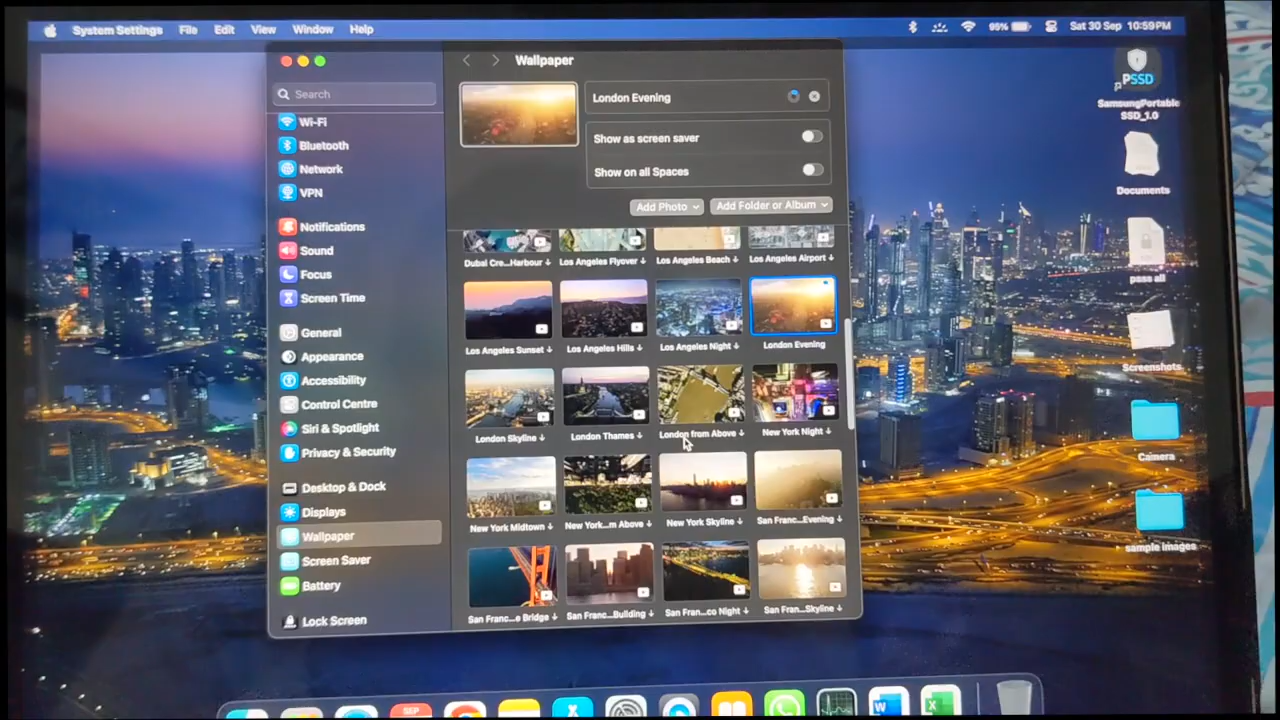 System Settings File Edit View Window Help 95% Sat 30 Sep 10:59PM
Search
Wi-Fi
Bluetooth
Network
VPN
Notifications
Sound
Focus
Screen Time
General
Appearance
Accessibility
Control Centre
Siri & Spotlight
Privacy & Security
Desktop & Dock
Displays
Wallpaper
Screen Saver
Battery
Lock Screen
Wallpaper
London Evening
Show as screen saver
Show on all Spaces
Add Photo Add Folder or Album
Dubai Cre...Harbour Los Angeles Flyover Los Angeles Beach Los Angeles Airport
Los Angeles Sunset Los Angeles Hills Los Angeles Night London Evening
London Skyline London Thames London from Above New York Night
New York Midtown New York...m Above New York Skyline San Franc...Evening
San Franc...e Bridge San Franc...Building San Fran...co Night San Fran...Skyline
PSSD
SamsungPortable
SSD_1.0
Documents
pass all
Screenshots
Camera
sample images
SEP
W
X